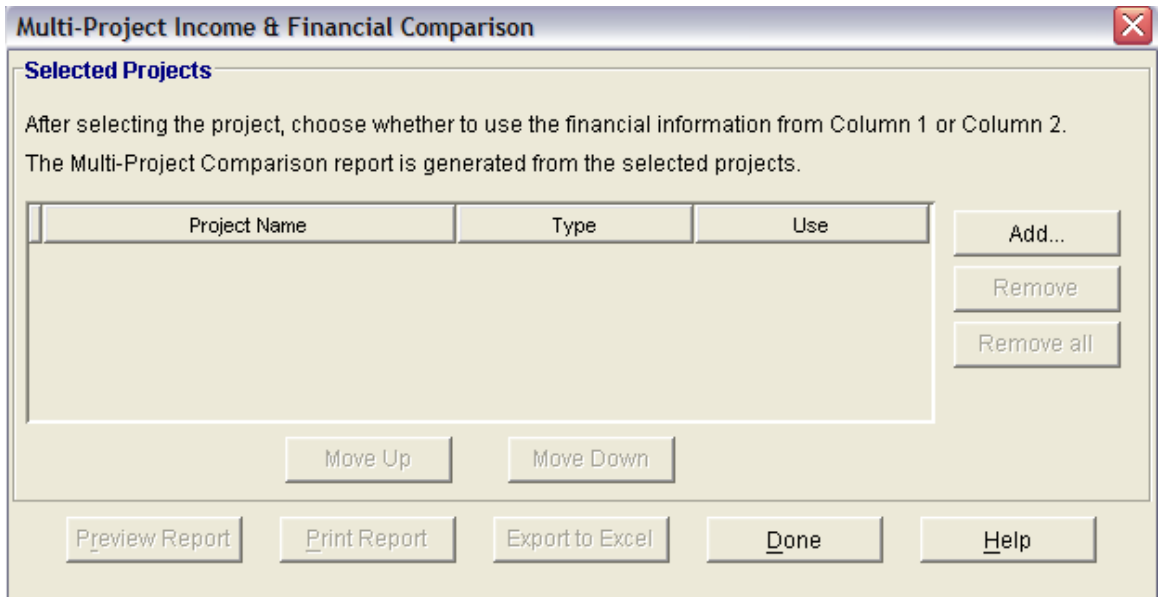 Multi-Project Income & Financial Comparison
Selected Projects
After selecting the project, choose whether to use the financial information from Column 1 or Column 2.
The Multi-Project Comparison report is generated from the selected projects.
Project Name Type Use
Add...
Remove
Remove all
Move Up Move Down
Preview Report Print Report Export to Excel Done Help